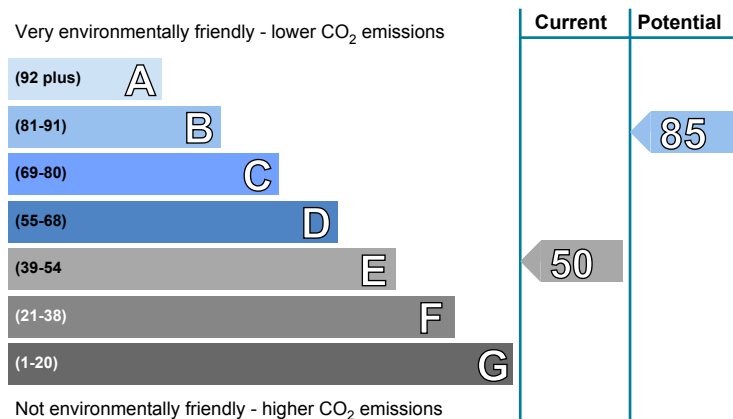 Very environmentally friendly - lower CO₂ emissions
Current
Potential
(92 plus) A
(81-91) B
85
(69-80) C
(55-68) D
(39-54 E
50
(21-38) F
(1-20) G
Not environmentally friendly - higher CO₂ emissions